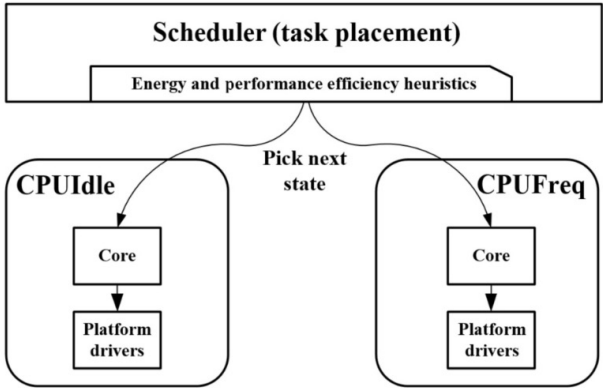 Scheduler (task placement)
Energy and performance efficiency heuristics
Pick next
state
CPUIdle
CPUFreq
Core
Core
Platform
drivers
Platform
drivers